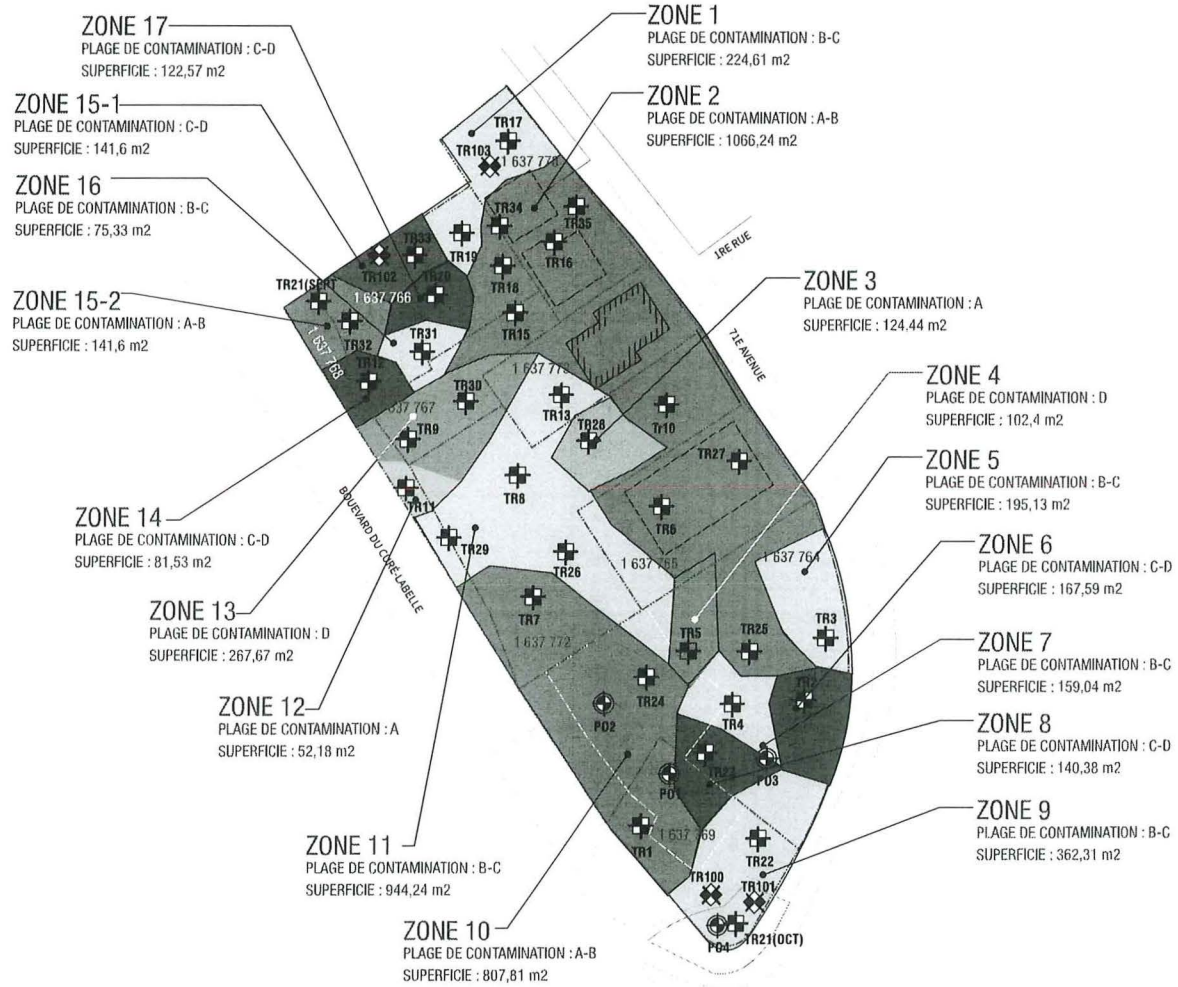 ZONE 17
PLAGE DE CONTAMINATION : C-D
SUPERFICIE : 122,57 m2
ZONE 15-1
PLAGE DE CONTAMINATION : C-D
SUPERFICIE : 141,6 m2
ZONE 16
PLAGE DE CONTAMINATION : B-C
SUPERFICIE : 75,33 m2
ZONE 15-2
PLAGE DE CONTAMINATION : A-B
SUPERFICIE : 141,6 m2
ZONE 14
PLAGE DE CONTAMINATION : C-D
SUPERFICIE : 81,53 m2
ZONE 13
PLAGE DE CONTAMINATION : D
SUPERFICIE : 267,67 m2
ZONE 12
PLAGE DE CONTAMINATION : A
SUPERFICIE : 52,18 m2
ZONE 11
PLAGE DE CONTAMINATION : B-C
SUPERFICIE : 944,24 m2
ZONE 10
PLAGE DE CONTAMINATION : A-B
SUPERFICIE : 807,81 m2
ZONE 1
PLAGE DE CONTAMINATION : B-C
SUPERFICIE : 224,61 m2
ZONE 2
PLAGE DE CONTAMINATION : A-B
SUPERFICIE : 1066,24 m2
ZONE 3
PLAGE DE CONTAMINATION : A
SUPERFICIE : 124.44 m2
ZONE 4
PLAGE DE CONTAMINATION : D
SUPERFICIE : 102,4 m2
ZONE 5
PLAGE DE CONTAMINATION : B-C
SUPERFICIE : 195,13 m2
ZONE 6
PLAGE DE CONTAMINATION : C-D
SUPERFICIE : 167,59 m2
ZONE 7
PLAGE DE CONTAMINATION : B-C
SUPERFICIE : 159,04 m2
ZONE 8
PLAGE DE CONTAMINATION : C-D
SUPERFICIE : 140,38 m2
ZONE 9
PLAGE DE CONTAMINATION : B-C
SUPERFICIE : 362,31 m2
TR17
TR103
1 637 778
TR34
TR35
TR19
TR16
TR33
TR18
TR102
TR20
TR21(SEPT
1 637 766
TR15
TR32
TR31
1 637 768
TR12
TR30
TR13
637 767
TR9
TR28
Tr10
TR27
TR8
TR11
TR6
TR29
TR26
1 637 765
1 637 764
TR7
1 637 772
TR5
TR25
TR3
TR24
TR4
TR2
PO2
PO1
PO3
TR1
TR22
TR100
TR101
PO4
TR21(OCT)
1RE RUE
71E AVENUE